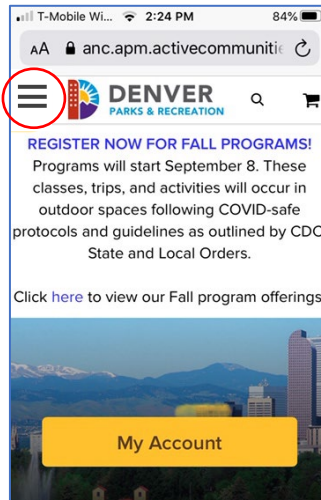 T-Mobile Wi... 2:24 PM 84%
AA anc.apm.activecommuniti
DENVER
PARKS & RECREATION
REGISTER NOW FOR FALL PROGRAMS!
Programs will start September 8. These
classes, trips, and activities will occur in
outdoor spaces following COVID-safe
protocols and guidelines as outlined by CDC
State and Local Orders.
Click here to view our Fall program offerings
My Account